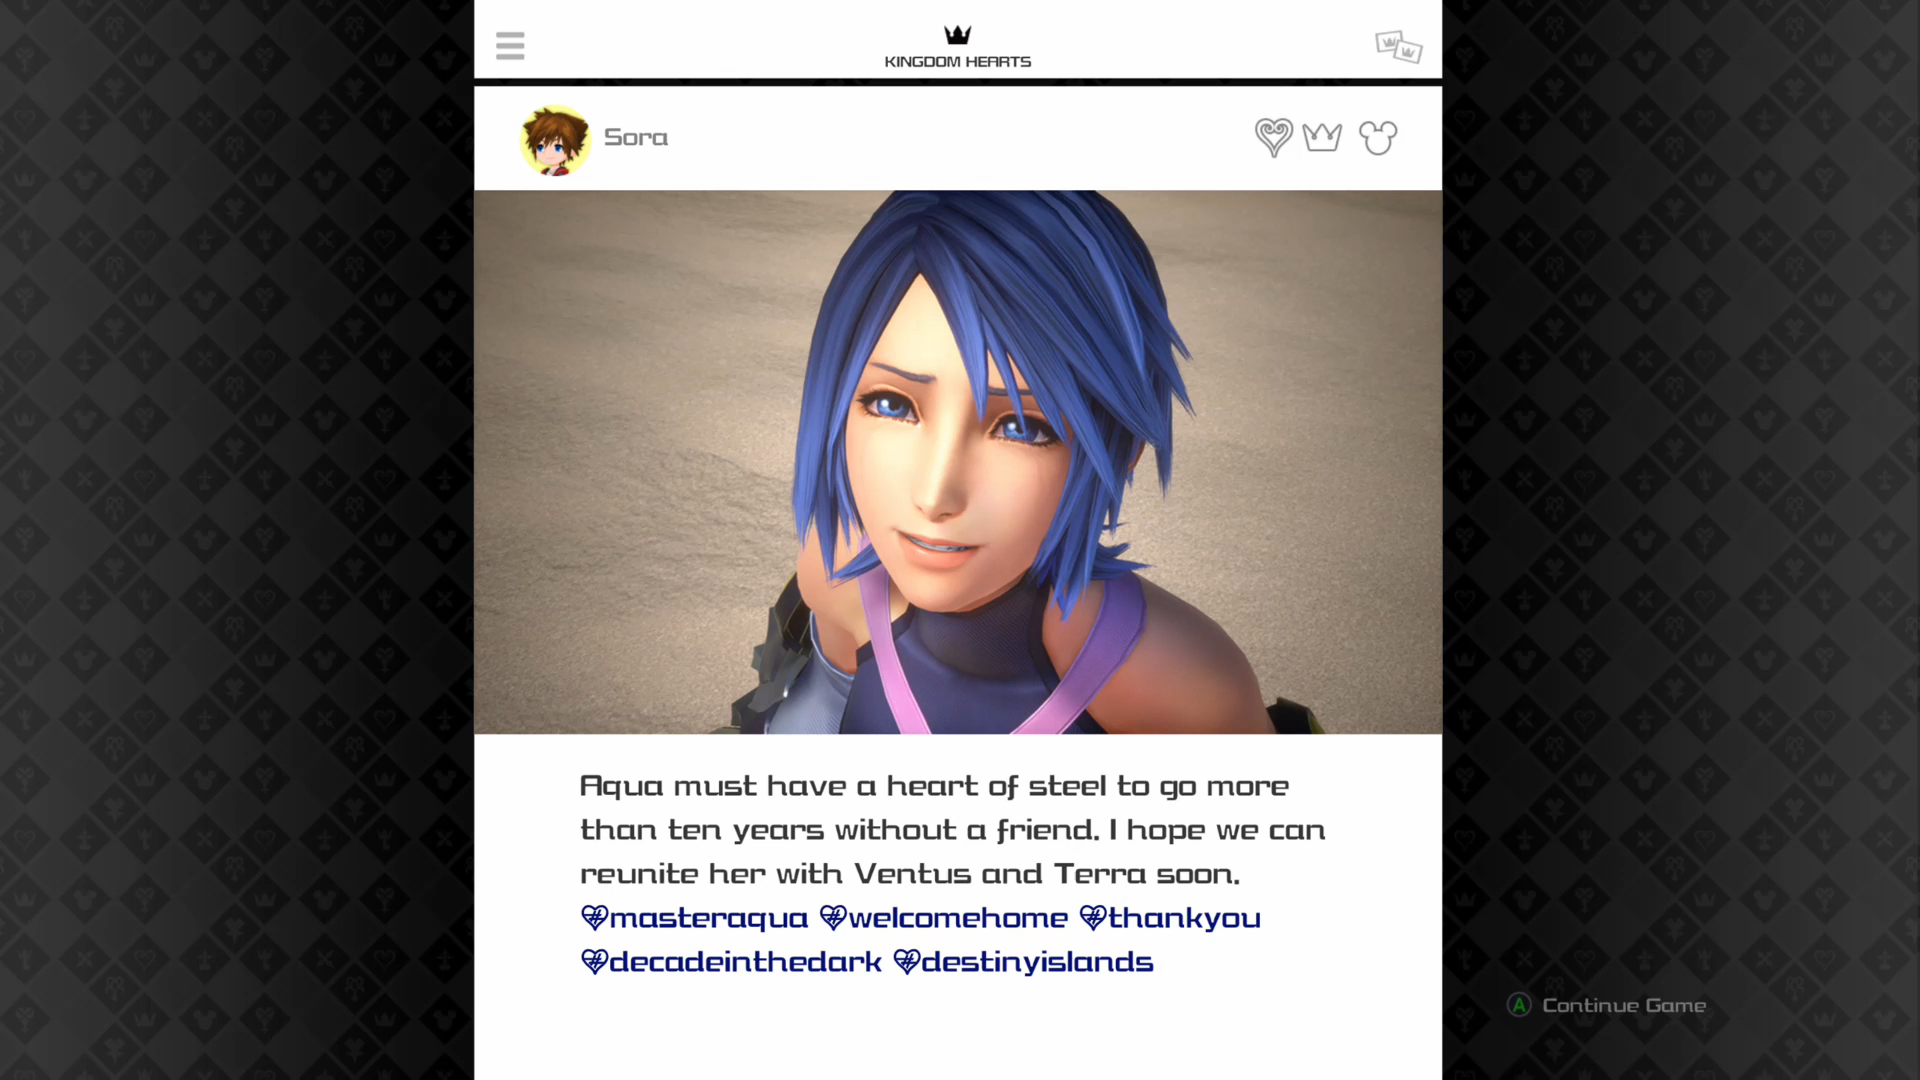 KINGDOM HEARTS
Sora
Aqua must have a heart of steel to go more
than ten years without a friend. I hope we can
reunite her with Ventus and Terra soon.
#masteraqua #welcomehome #thankyou
#decadeinthedark #destinyislands
A Continue Game